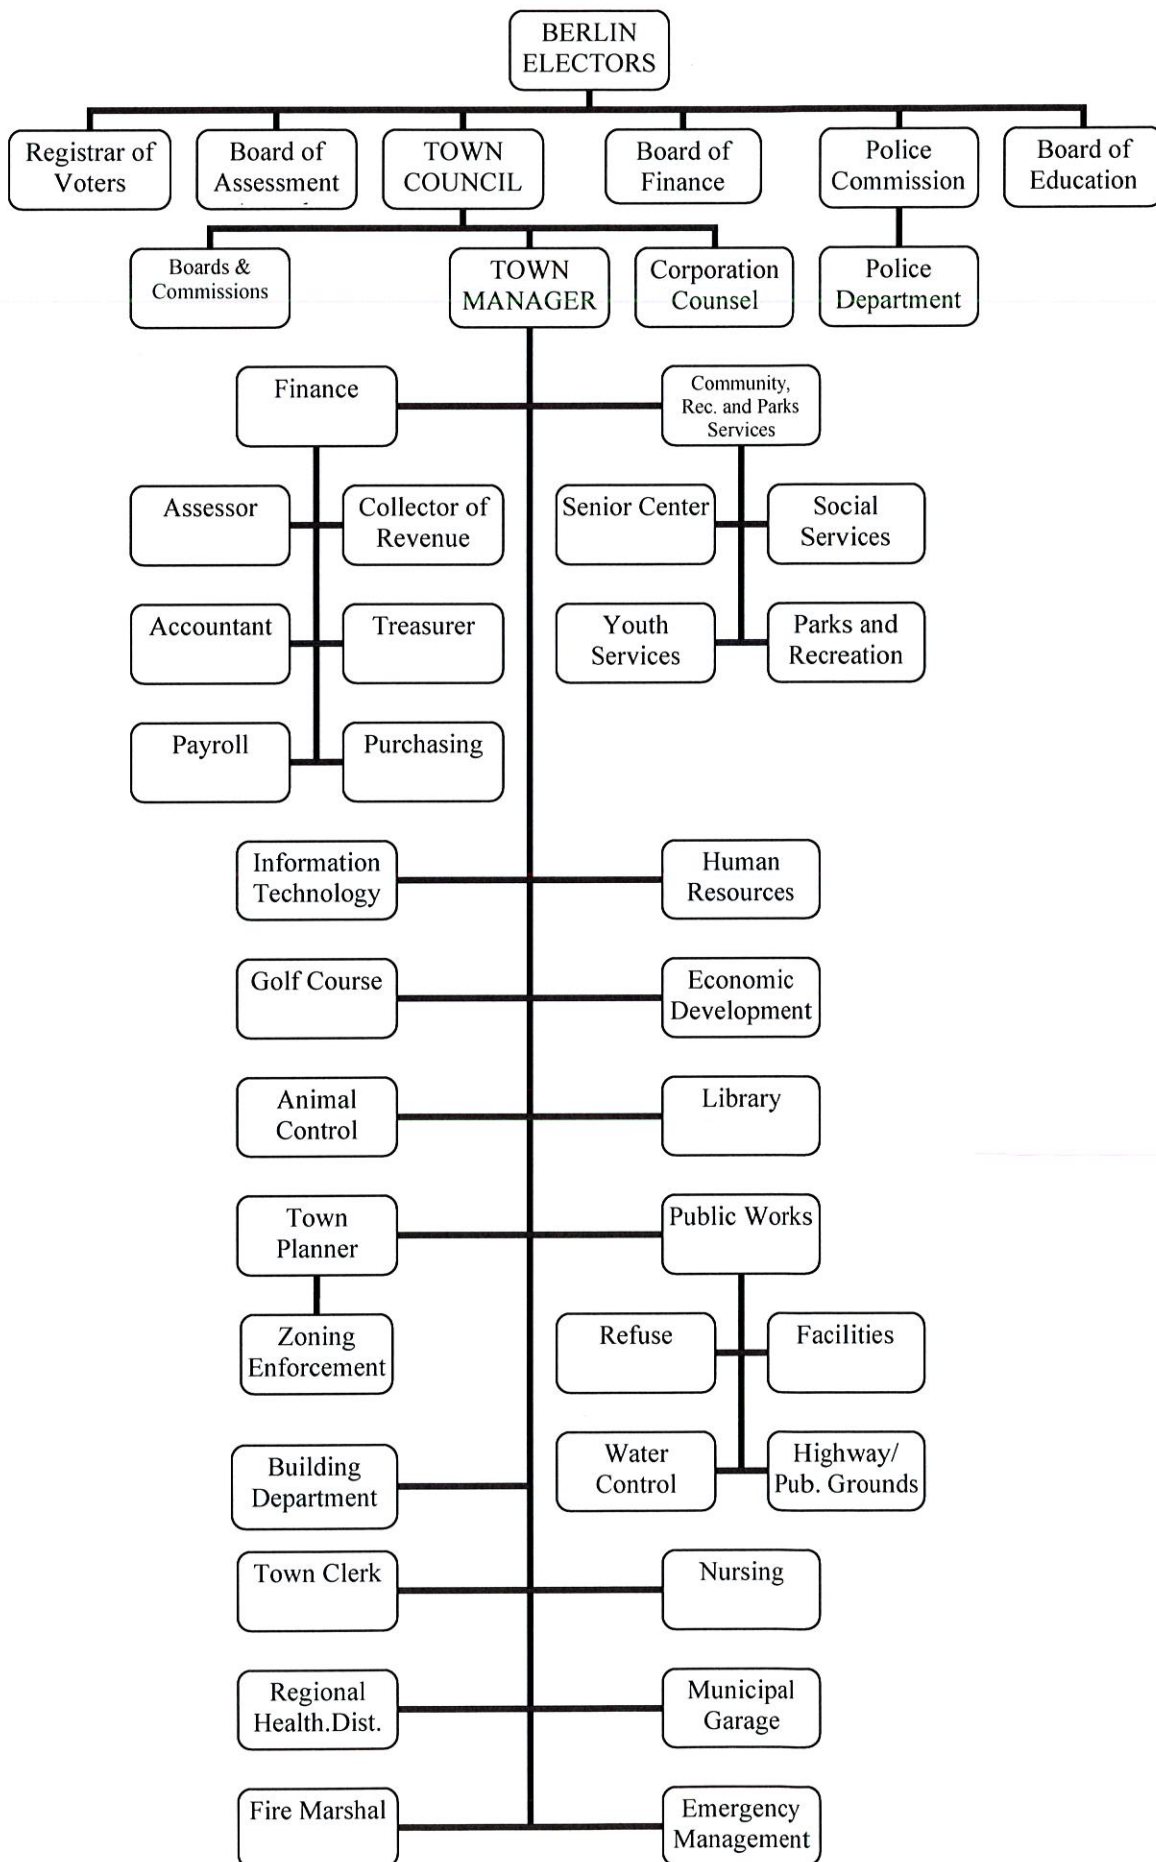 BERLIN
ELECTORS
Registrar of
Voters
Board of
Assessment
TOWN
COUNCIL
Board of
Finance
Police
Commission
Board of
Education
Boards &
Commissions
TOWN
MANAGER
Corporation
Counsel
Police
Department
Finance
Community,
Rec. and Parks
Services
Assessor
Collector of
Revenue
Senior Center
Social
Services
Accountant
Treasurer
Youth
Services
Parks and
Recreation
Payroll
Purchasing
Information
Technology
Human
Resources
Golf Course
Economic
Development
Animal
Control
Library
Town
Planner
Public Works
Zoning
Enforcement
Refuse
Facilities
Building
Department
Water
Control
Highway/
Pub. Grounds
Town Clerk
Nursing
Regional
Health.Dist.
Municipal
Garage
Fire Marshal
Emergency
Management